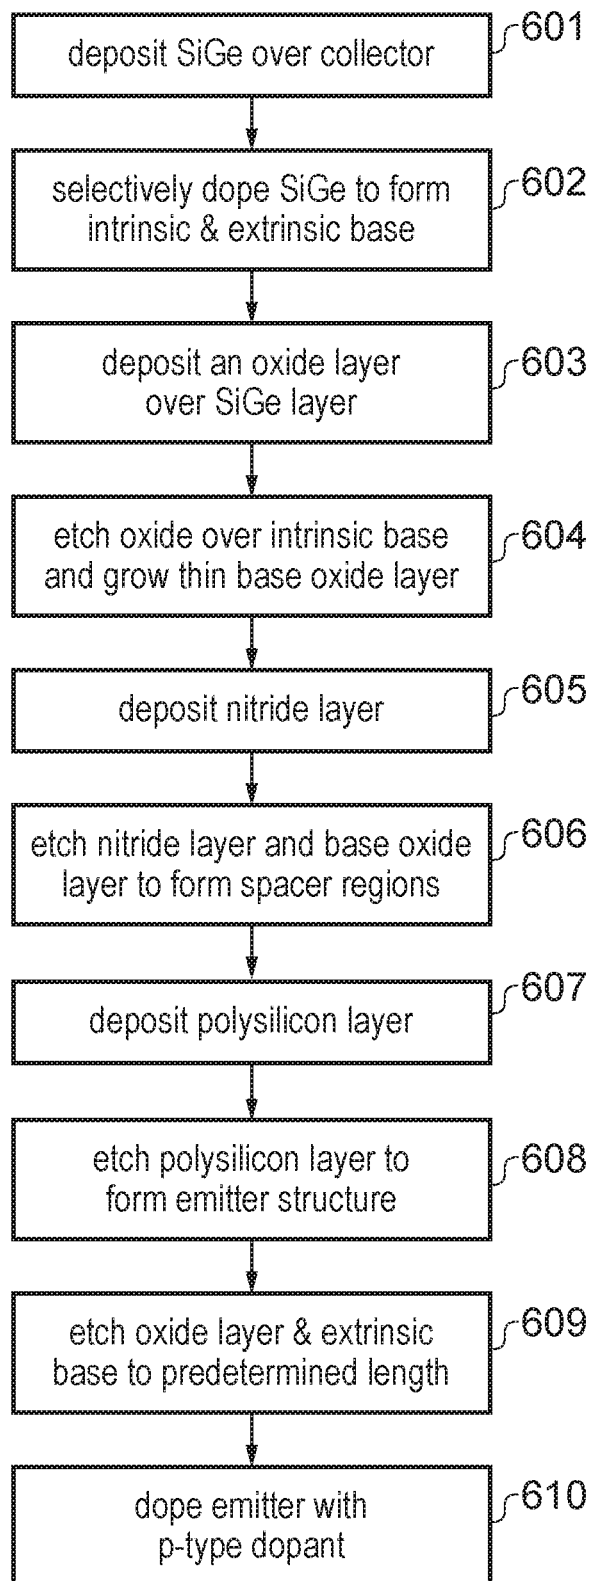 601
deposit SiGe over collector
602
selectively dope SiGe to form
intrinsic & extrinsic base
603
deposit an oxide layer
over SiGe layer
604
etch oxide over intrinsic base
and grow thin base oxide layer
605
deposit nitride layer
606
etch nitride layer and base oxide
layer to form spacer regions
607
deposit polysilicon layer
608
etch polysilicon layer to
form emitter structure
609
etch oxide layer & extrinsic
base to predetermined length
610
dope emitter with
p-type dopant